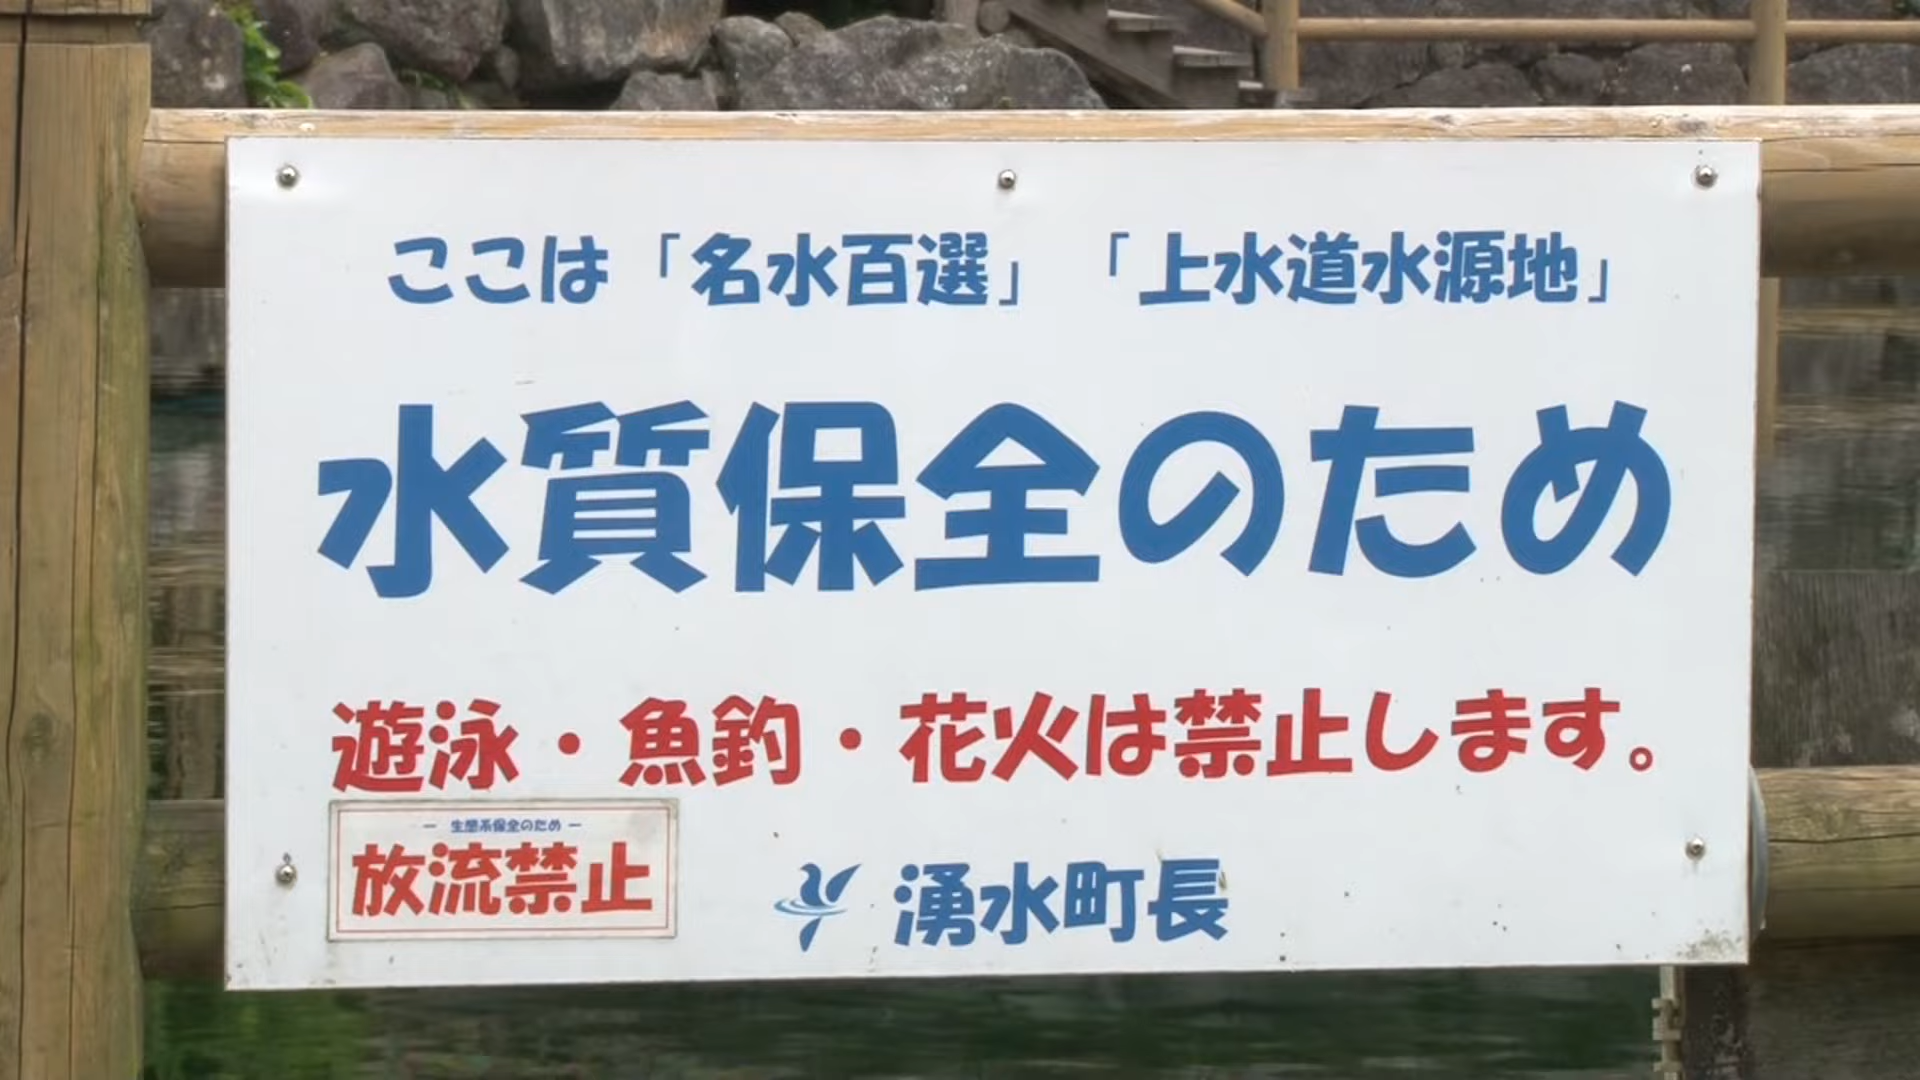 ここは「名水百選」「上水道水源地」
水質保全のため
遊泳・魚釣・花火は禁止します。
― 生態系保全のため ―
放流禁止
湧水町長